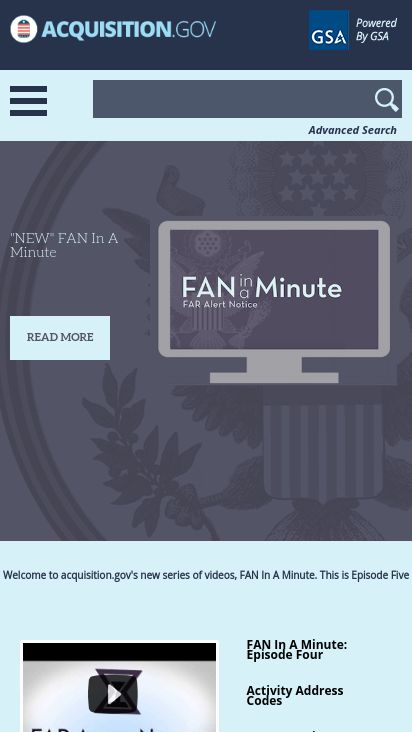 ACQUISITION.GOV
GSA
Powered
By GSA
Advanced Search
"NEW" FAN In A
Minute
READ MORE
FAN in a Minute
FAR Alert Notice
Welcome to acquisition.gov's new series of videos, FAN In A Minute. This is Episode Five
FAN In A Minute:
Episode Four
Activity Address
Codes